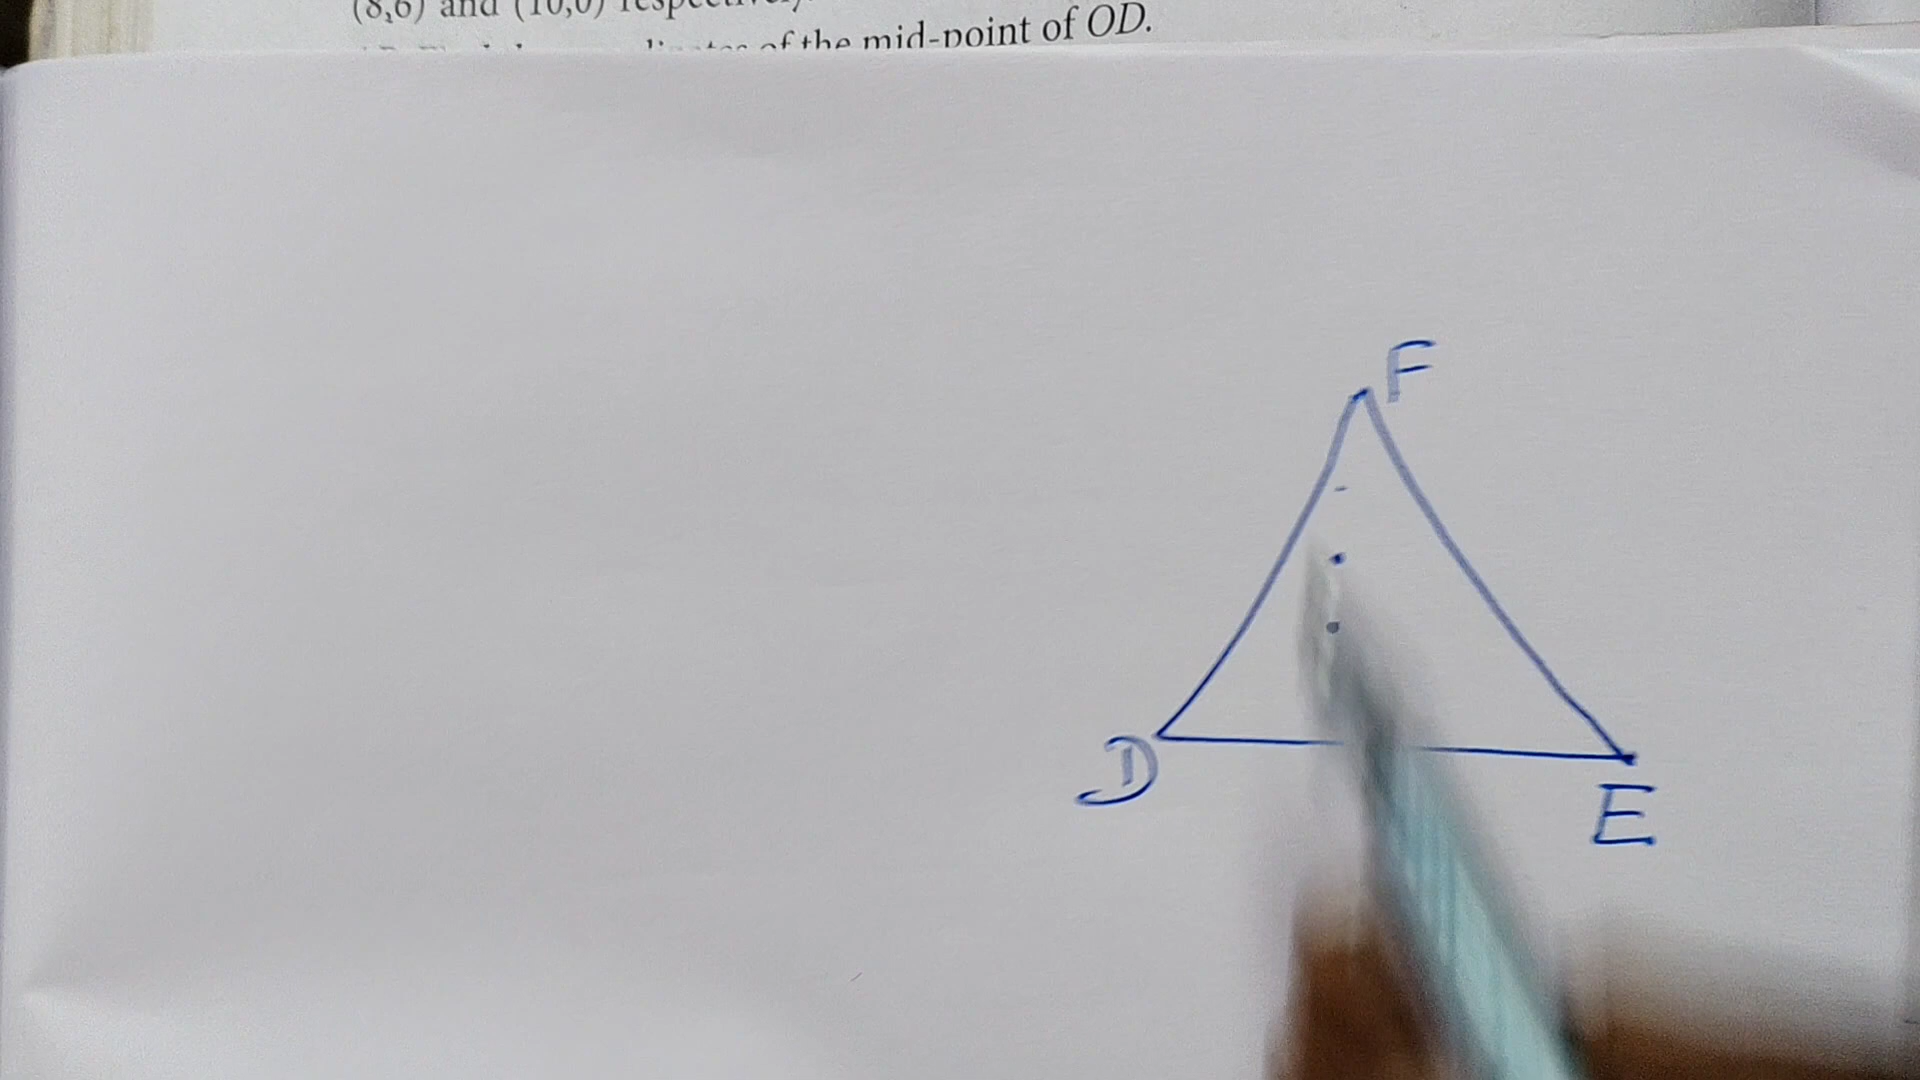 (8,6) and (10,0)
of the mid-point of OD.
F
D
E